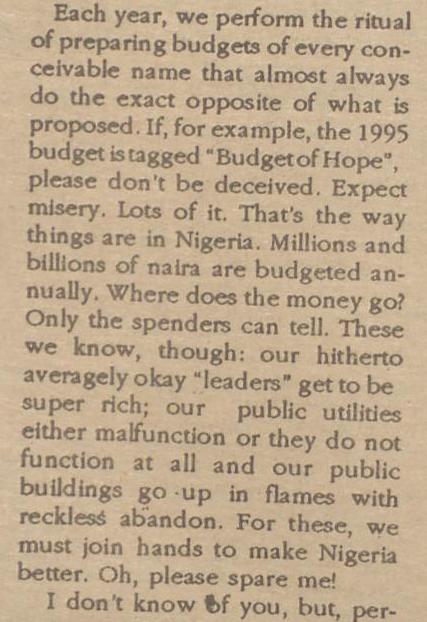 Each year, we perform the ritual
of preparing budgets of every con-
ceivable name that almost always
do the exact opposite of what is
proposed. If, for example, the 1995
budget is tagged "Budget of Hope",
please don't be deceived. Expect
misery. Lots of it. That's the way
things are in Nigeria. Millions and
billions of naira are budgeted an-
nually. Where does the money go?
Only the spenders can tell. These
we know, though: our hitherto
averagely okay "leaders" get to be
super rich; our public utilities
either malfunction or they do not
function at all and our public
buildings go up in flames with
reckless abandon. For these, we
must join hands to make Nigeria
better. Oh, please spare me!
I don't know of you, but, per-